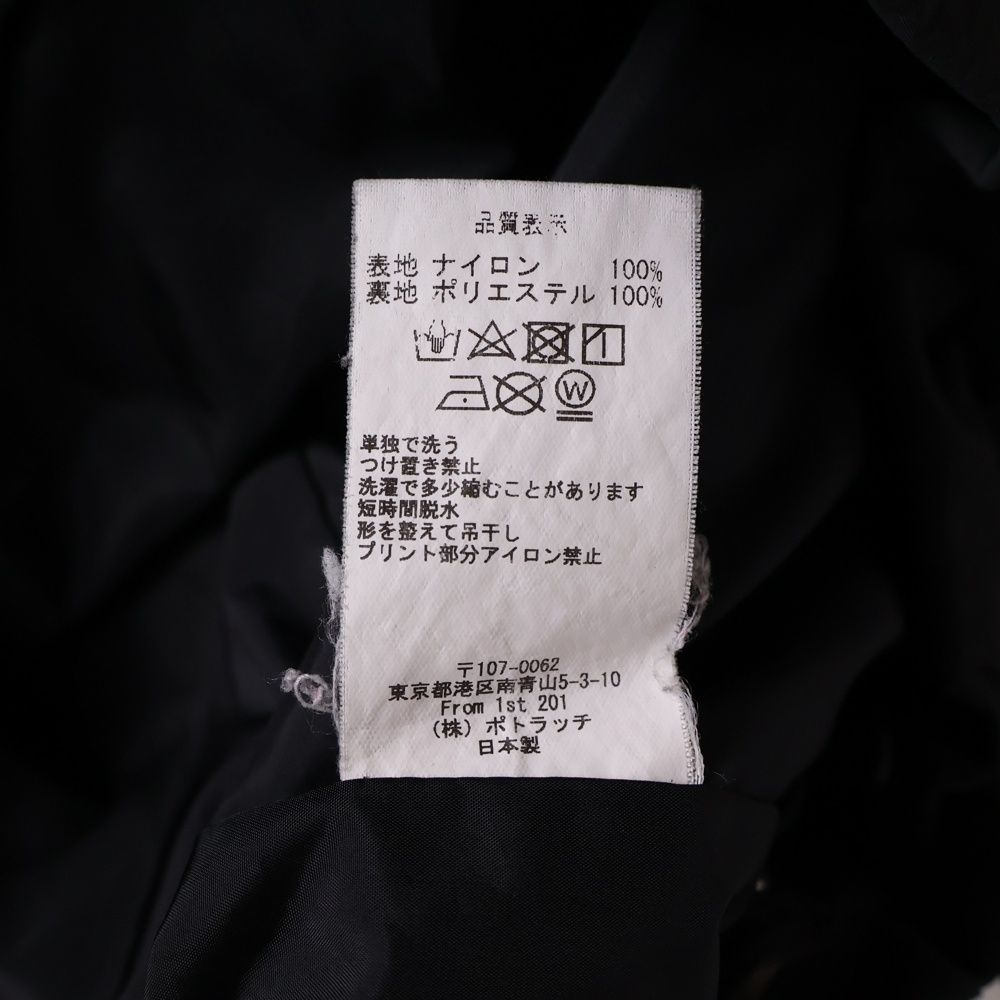 品質表示
表地 ナイロン 100%
裏地 ポリエステル 100%
W
単独で洗う
つけ置き禁止
洗濯で多少縮むことがあります
短時間脱水
形を整えて吊干し
プリント部分アイロン禁止
〒107-0062
東京都港区南青山5-3-10
From 1st 201
(株) ポトラッチ
日本製